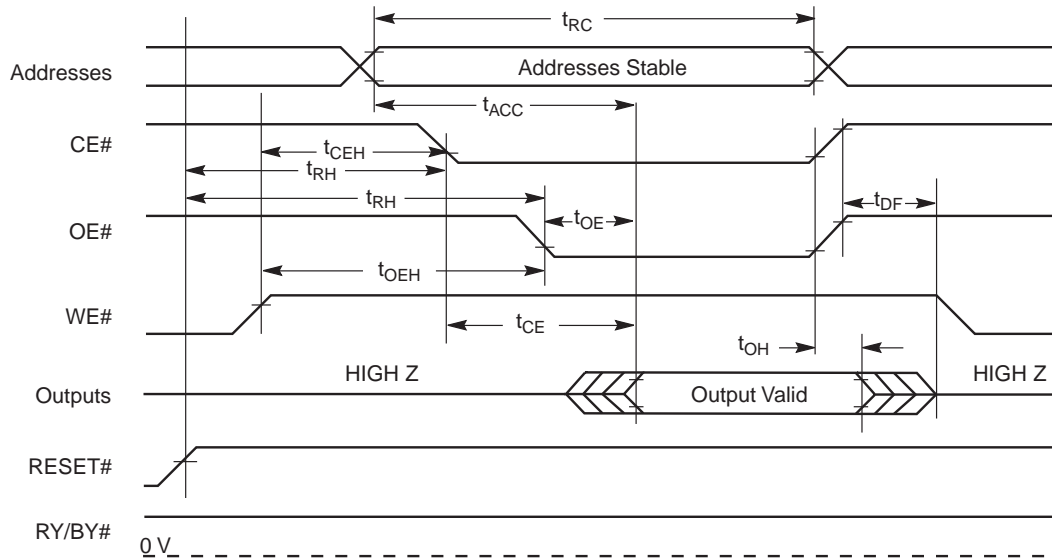 tRC
Addresses
Addresses Stable
tACC
CE#
tCEH
tRH
tRH
tDF
OE#
tOE
tOEH
WE#
tCE
tOH
HIGH Z
HIGH Z
Outputs
Output Valid
RESET#
RY/BY#
0 V